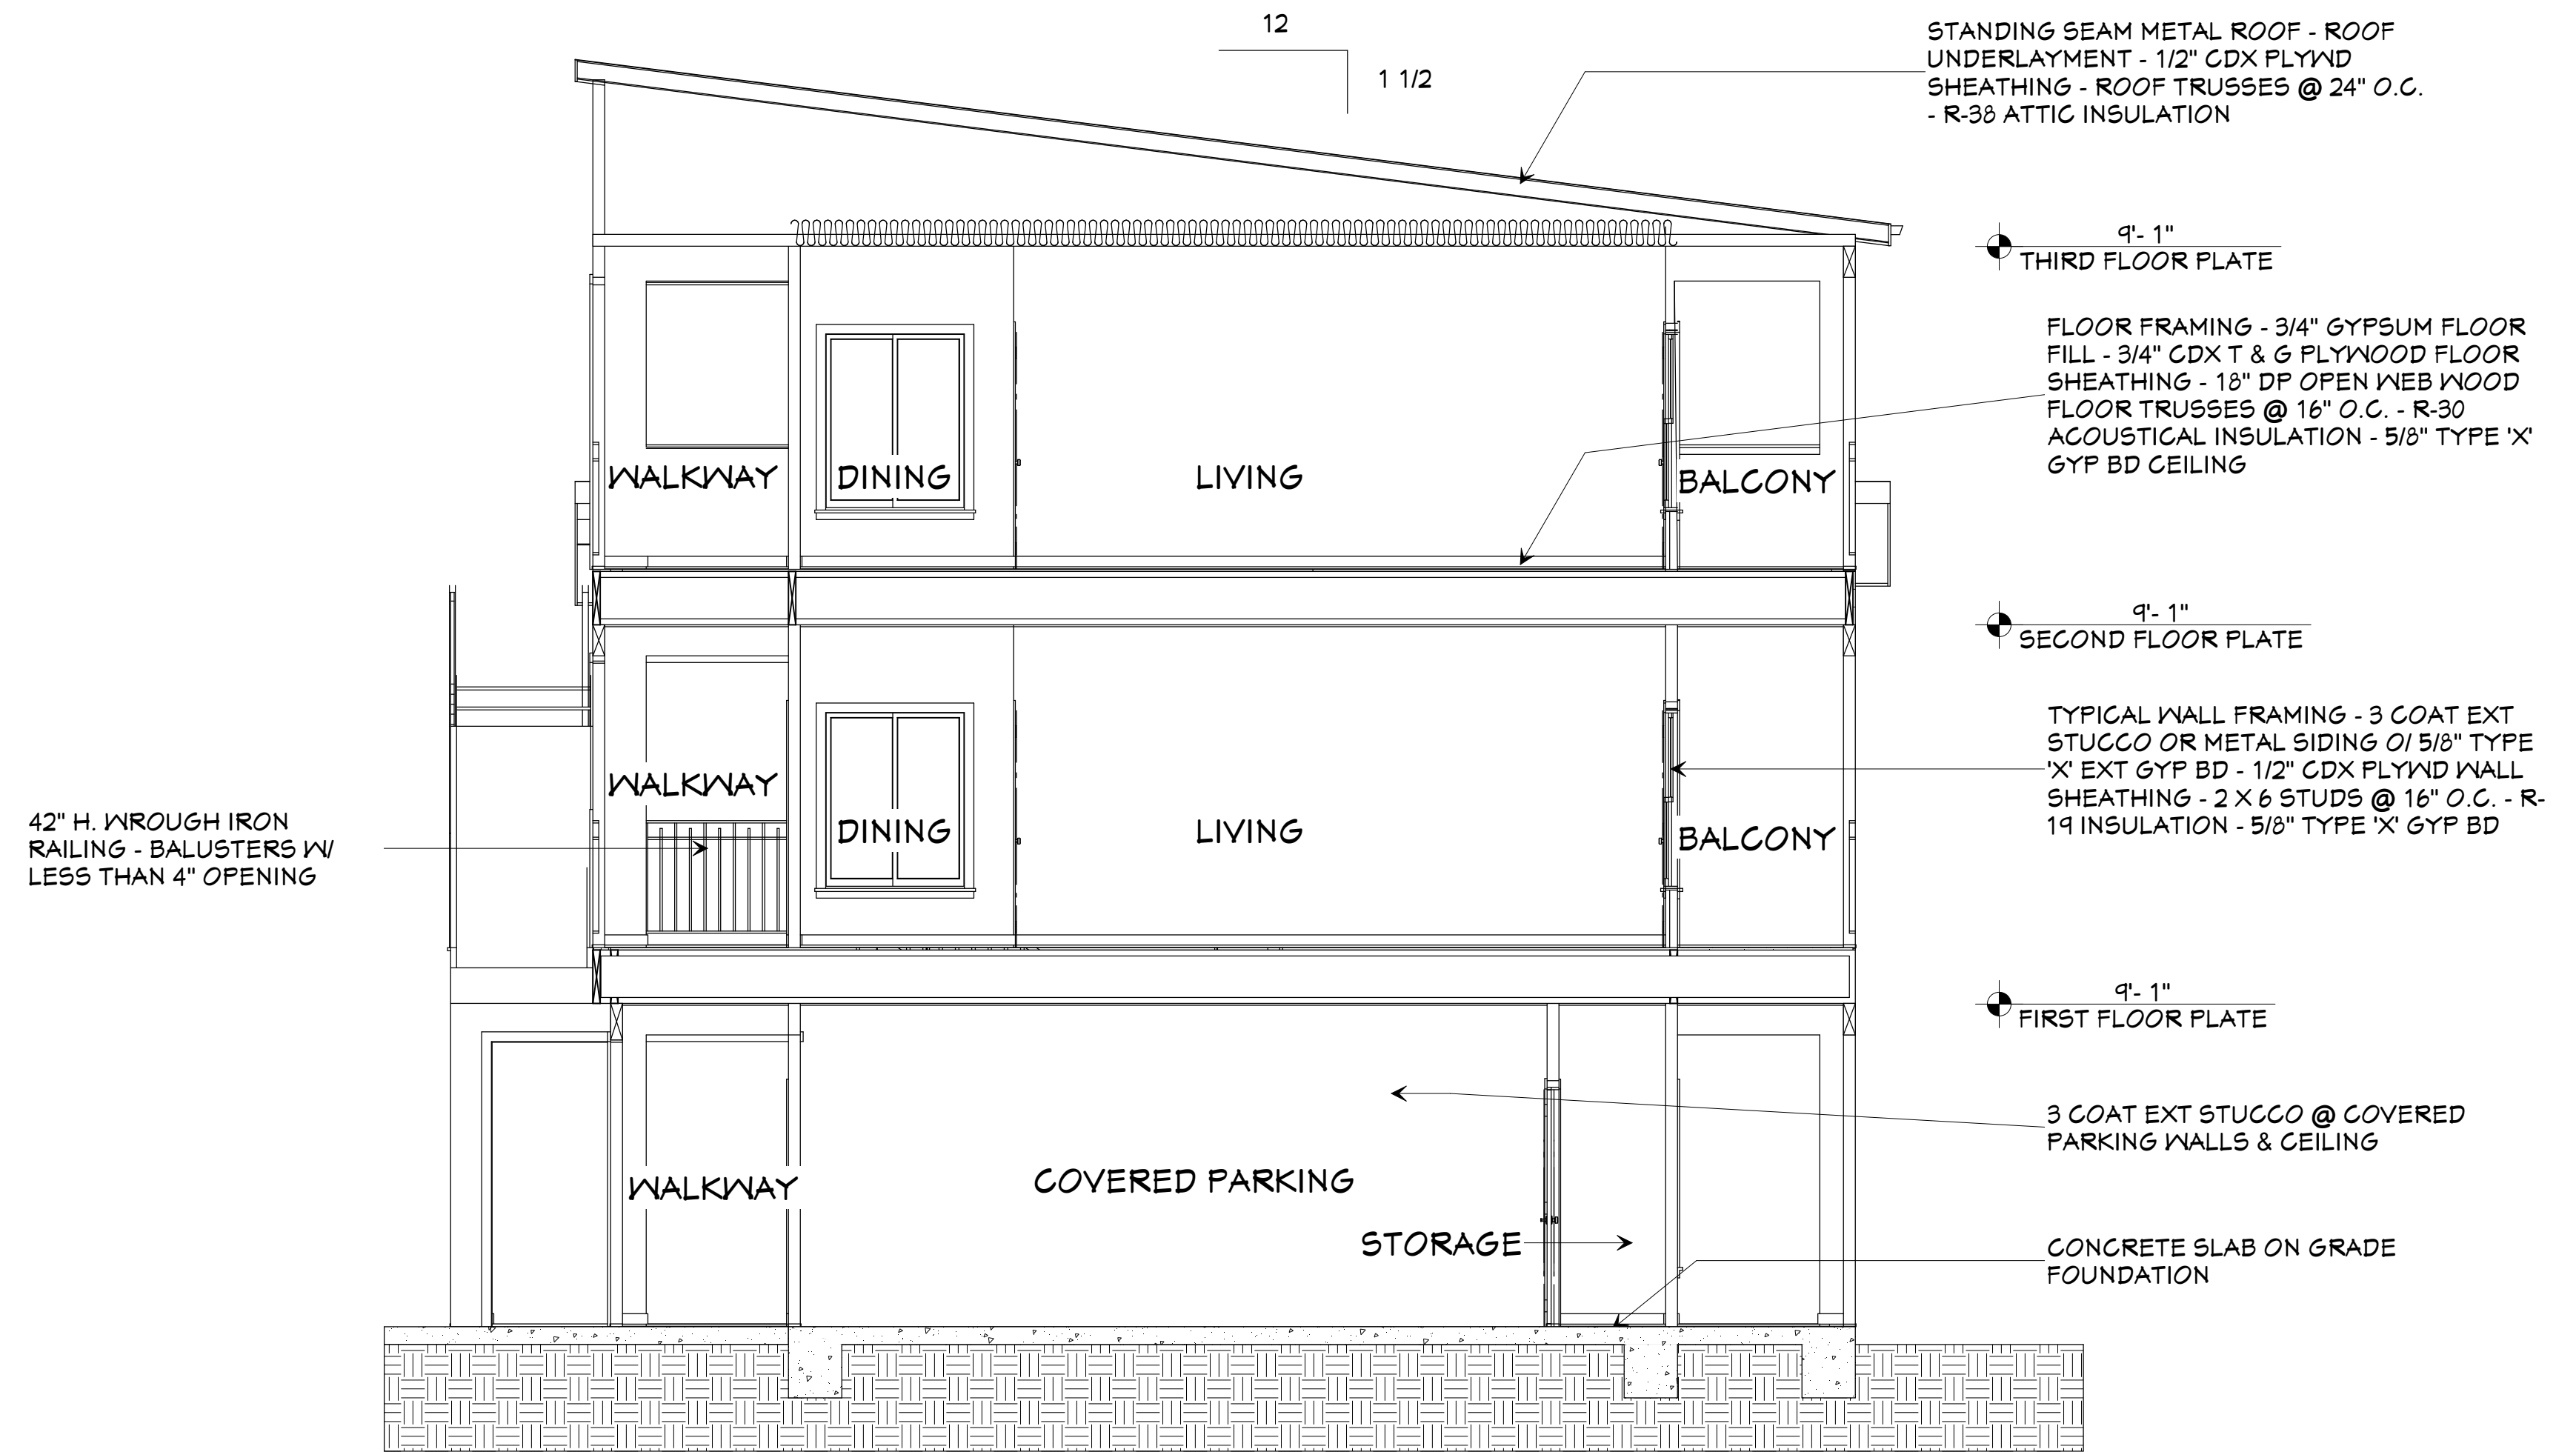 12
1 1/2
STANDING SEAM METAL ROOF - ROOF
UNDERLAYMENT - 1/2" CDX PLYWD
SHEATHING - ROOF TRUSSES @ 24" O.C.
- R-38 ATTIC INSULATION
9'- 1"
THIRD FLOOR PLATE
FLOOR FRAMING - 3/4" GYPSUM FLOOR
FILL - 3/4" CDX T & G PLYWOOD FLOOR
SHEATHING - 18" DP OPEN WEB WOOD
FLOOR TRUSSES @ 16" O.C. - R-30
ACOUSTICAL INSULATION - 5/8" TYPE 'X'
GYP BD CEILING
WALKWAY
DINING
LIVING
BALCONY
9'- 1"
SECOND FLOOR PLATE
TYPICAL WALL FRAMING - 3 COAT EXT
STUCCO OR METAL SIDING O/ 5/8" TYPE
'X' EXT GYP BD - 1/2" CDX PLYWD WALL
SHEATHING - 2 X 6 STUDS @ 16" O.C. - R-
19 INSULATION - 5/8" TYPE 'X' GYP BD
WALKWAY
DINING
LIVING
BALCONY
42" H. WROUGH IRON
RAILING - BALUSTERS W/
LESS THAN 4" OPENING
9'- 1"
FIRST FLOOR PLATE
3 COAT EXT STUCCO @ COVERED
PARKING WALLS & CEILING
WALKWAY
COVERED PARKING
STORAGE
CONCRETE SLAB ON GRADE
FOUNDATION